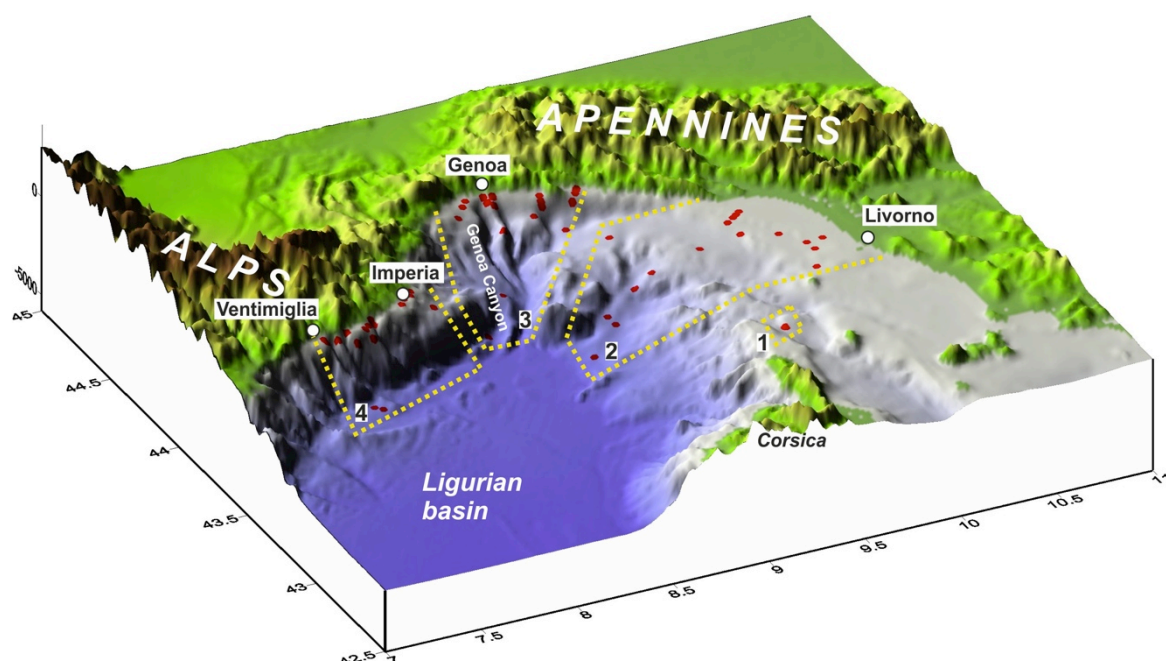 APENNINES
Genoa
Livorno
ALPS
Genoa Canyon
Imperia
Ventimiglia
3
2
1
4
Corsica
Ligurian
basin
0
-5000
45
44.5
44
43.5
43
42.5
7
7.5
8
8.5
9
9.5
10
10.5
11